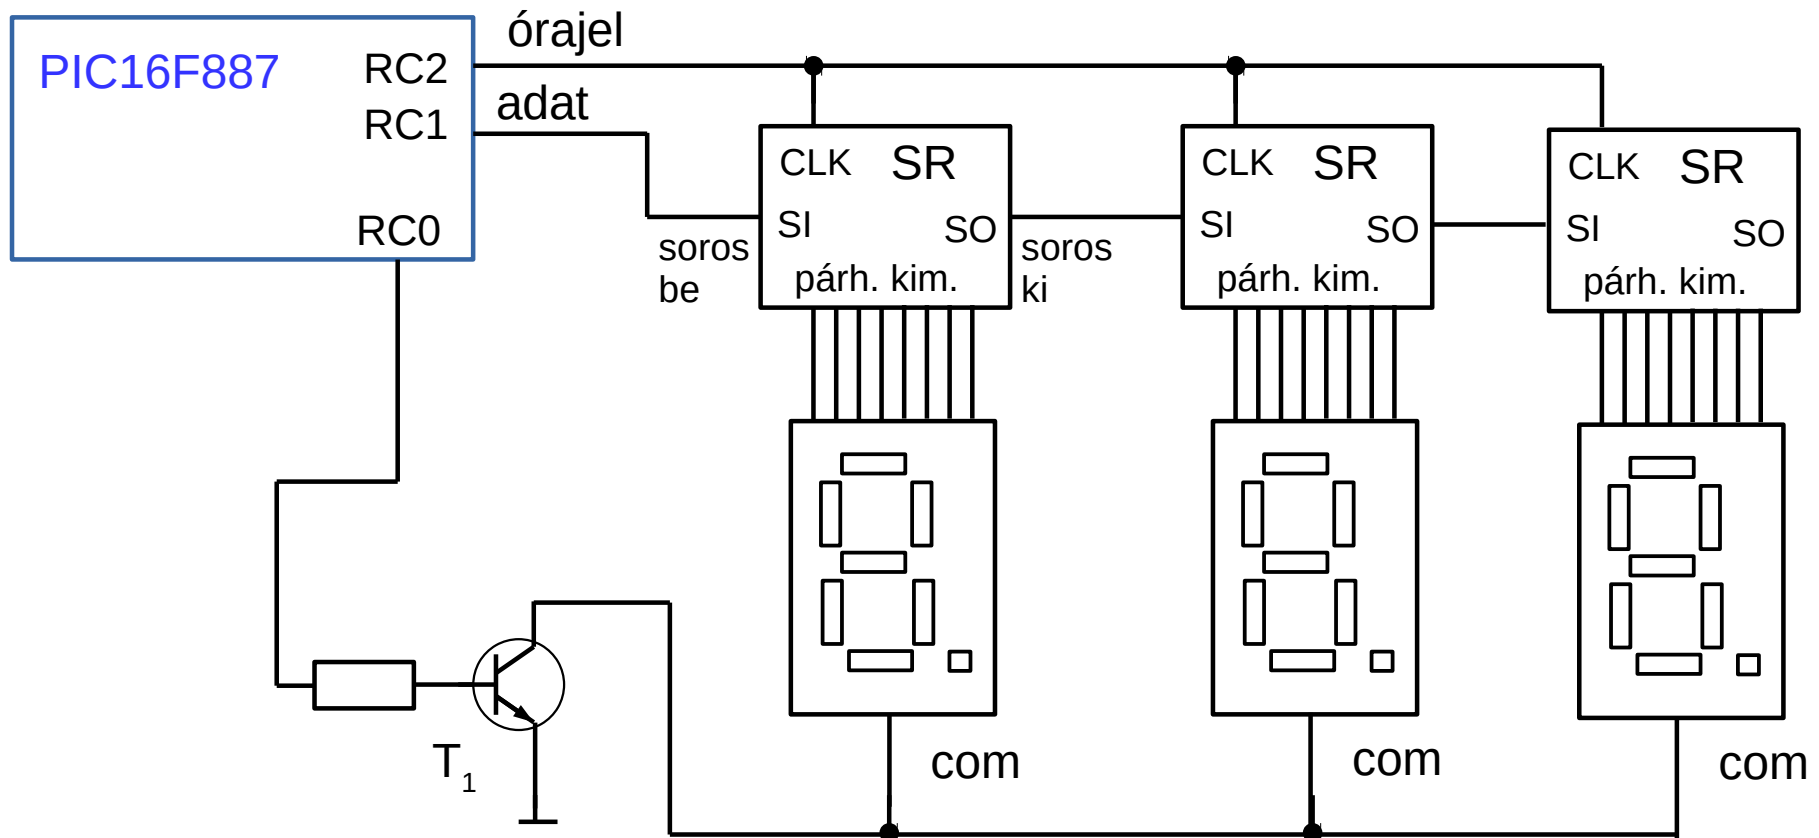 órajel
PIC16F887
RC2
RC1
adat
RC0
CLK SR
SI
SO
soros
be
párh. kim.
soros
ki
CLK SR
SI
SO
párh. kim.
CLK SR
SI
SO
párh. kim.
T1
com
com
com